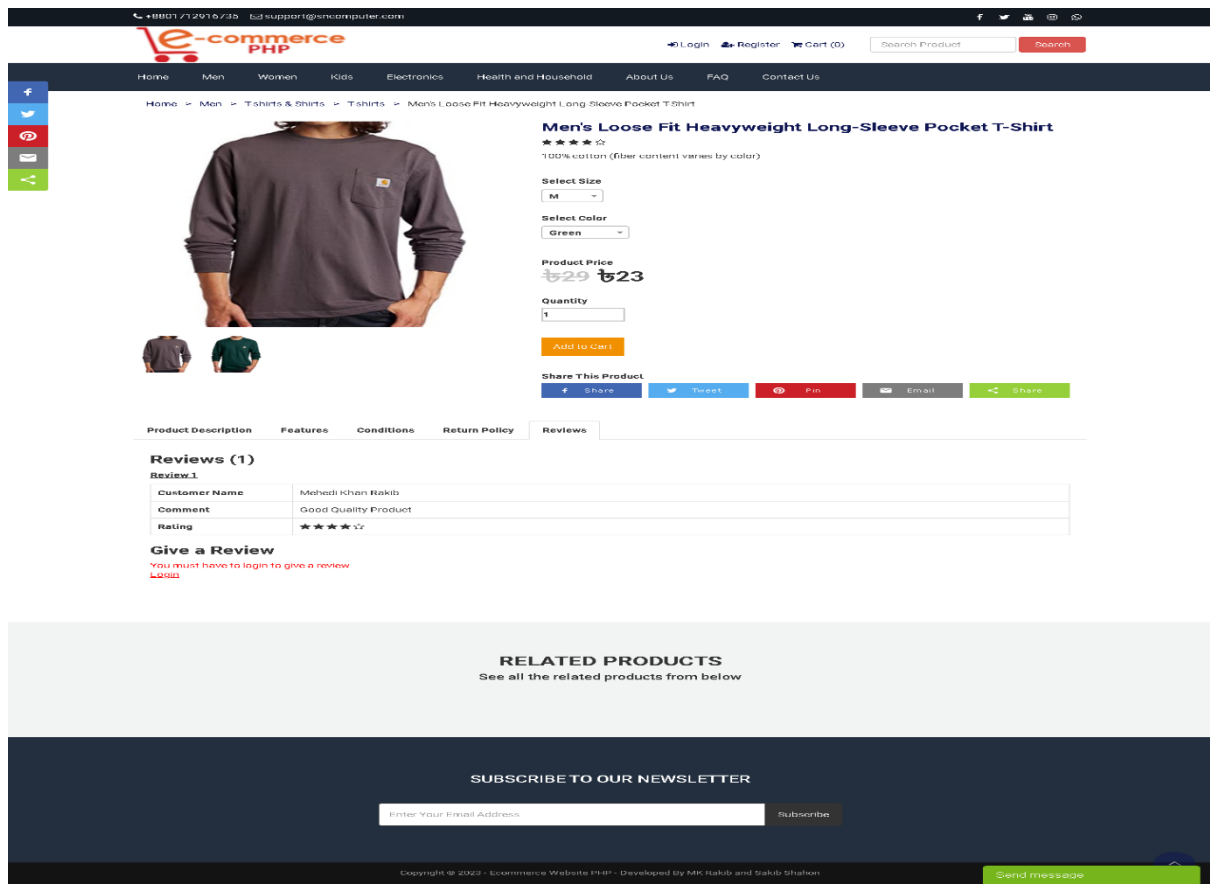 +8801712916735 support@sncomputer.com
e-commerce
PHP
Login Register Cart (0) Search Product Search
Home Men Women Kids Electronics Health and Household About Us FAQ Contact Us
Home > Men > T-shirts & Shirts > T-shirts > Men's Loose Fit Heavyweight Long-Sleeve Pocket T-Shirt
Men's Loose Fit Heavyweight Long-Sleeve Pocket T-Shirt
100% cotton (fiber content varies by color)
Select Size
M
Select Color
Green
Product Price
৳29 ৳23
Quantity
1
Add to Cart
Share This Product
Share Tweet Pin Email Share
Product Description Features Conditions Return Policy Reviews
Reviews (1)
Review 1
Customer Name Mehedi Khan Rakib
Comment Good Quality Product
Rating
Give a Review
You must have to login to give a review
Login
RELATED PRODUCTS
See all the related products from below
SUBSCRIBE TO OUR NEWSLETTER
Enter Your Email Address Subscribe
Copyright © 2023 - Ecommerce Website PHP - Developed By MK Rakib and Sakib Shahon
Send message